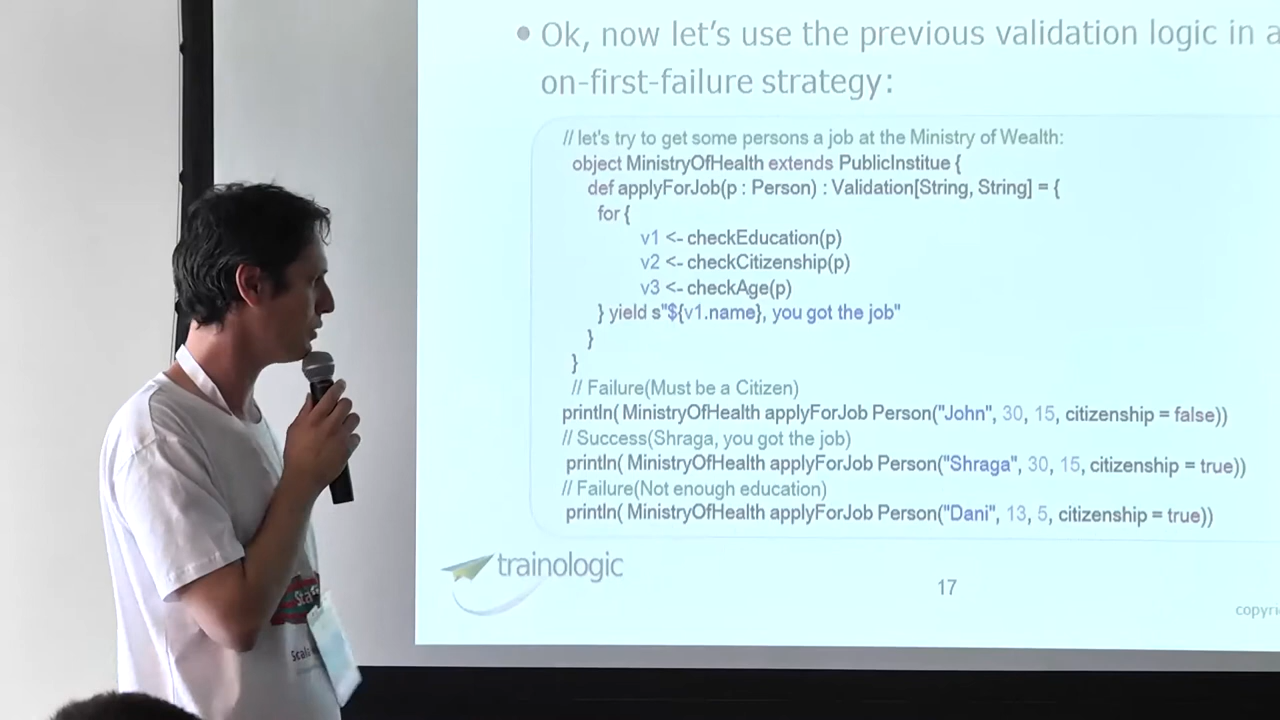 • Ok, now let's use the previous validation logic in a
on-first-failure strategy:
// let's try to get some persons a job at the Ministry of Wealth:
object MinistryOfHealth extends PublicInstitue {
def applyForJob(p : Person) : Validation[String, String] = {
for {
v1 <- checkEducation(p)
v2 <- checkCitizenship(p)
v3 <- checkAge(p)
} yield s"${v1.name}, you got the job"
}
}
// Failure(Must be a Citizen)
println( MinistryOfHealth applyForJob Person("John", 30, 15, citizenship = false))
// Success(Shraga, you got the job)
println( MinistryOfHealth applyForJob Person("Shraga", 30, 15, citizenship = true))
// Failure(Not enough education)
println( MinistryOfHealth applyForJob Person("Dani", 13, 5, citizenship = true))
trainologic
17